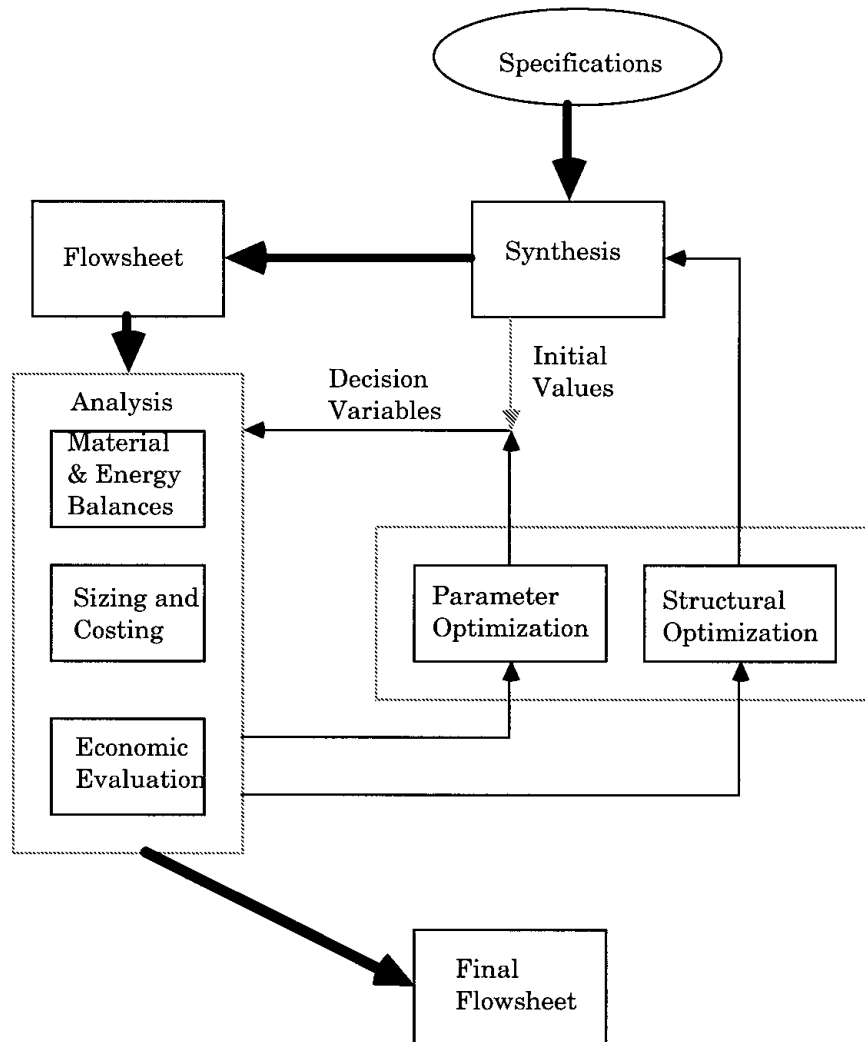 Specifications
Flowsheet
Synthesis
Initial
Values
Decision
Variables
Analysis
Material
& Energy
Balances
Sizing and
Costing
Parameter
Optimization
Structural
Optimization
Economic
Evaluation
Final
Flowsheet